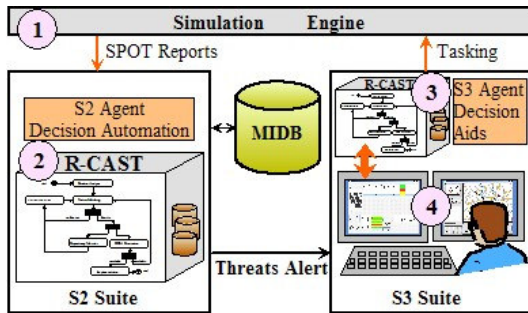 1
Simulation Engine
SPOT Reports
Tasking
S2 Agent
Decision Automation
MIDB
R-CAST
3
S3 Agent
Decision
Aids
2
R-CAST
4
Threats Alert
S2 Suite
S3 Suite